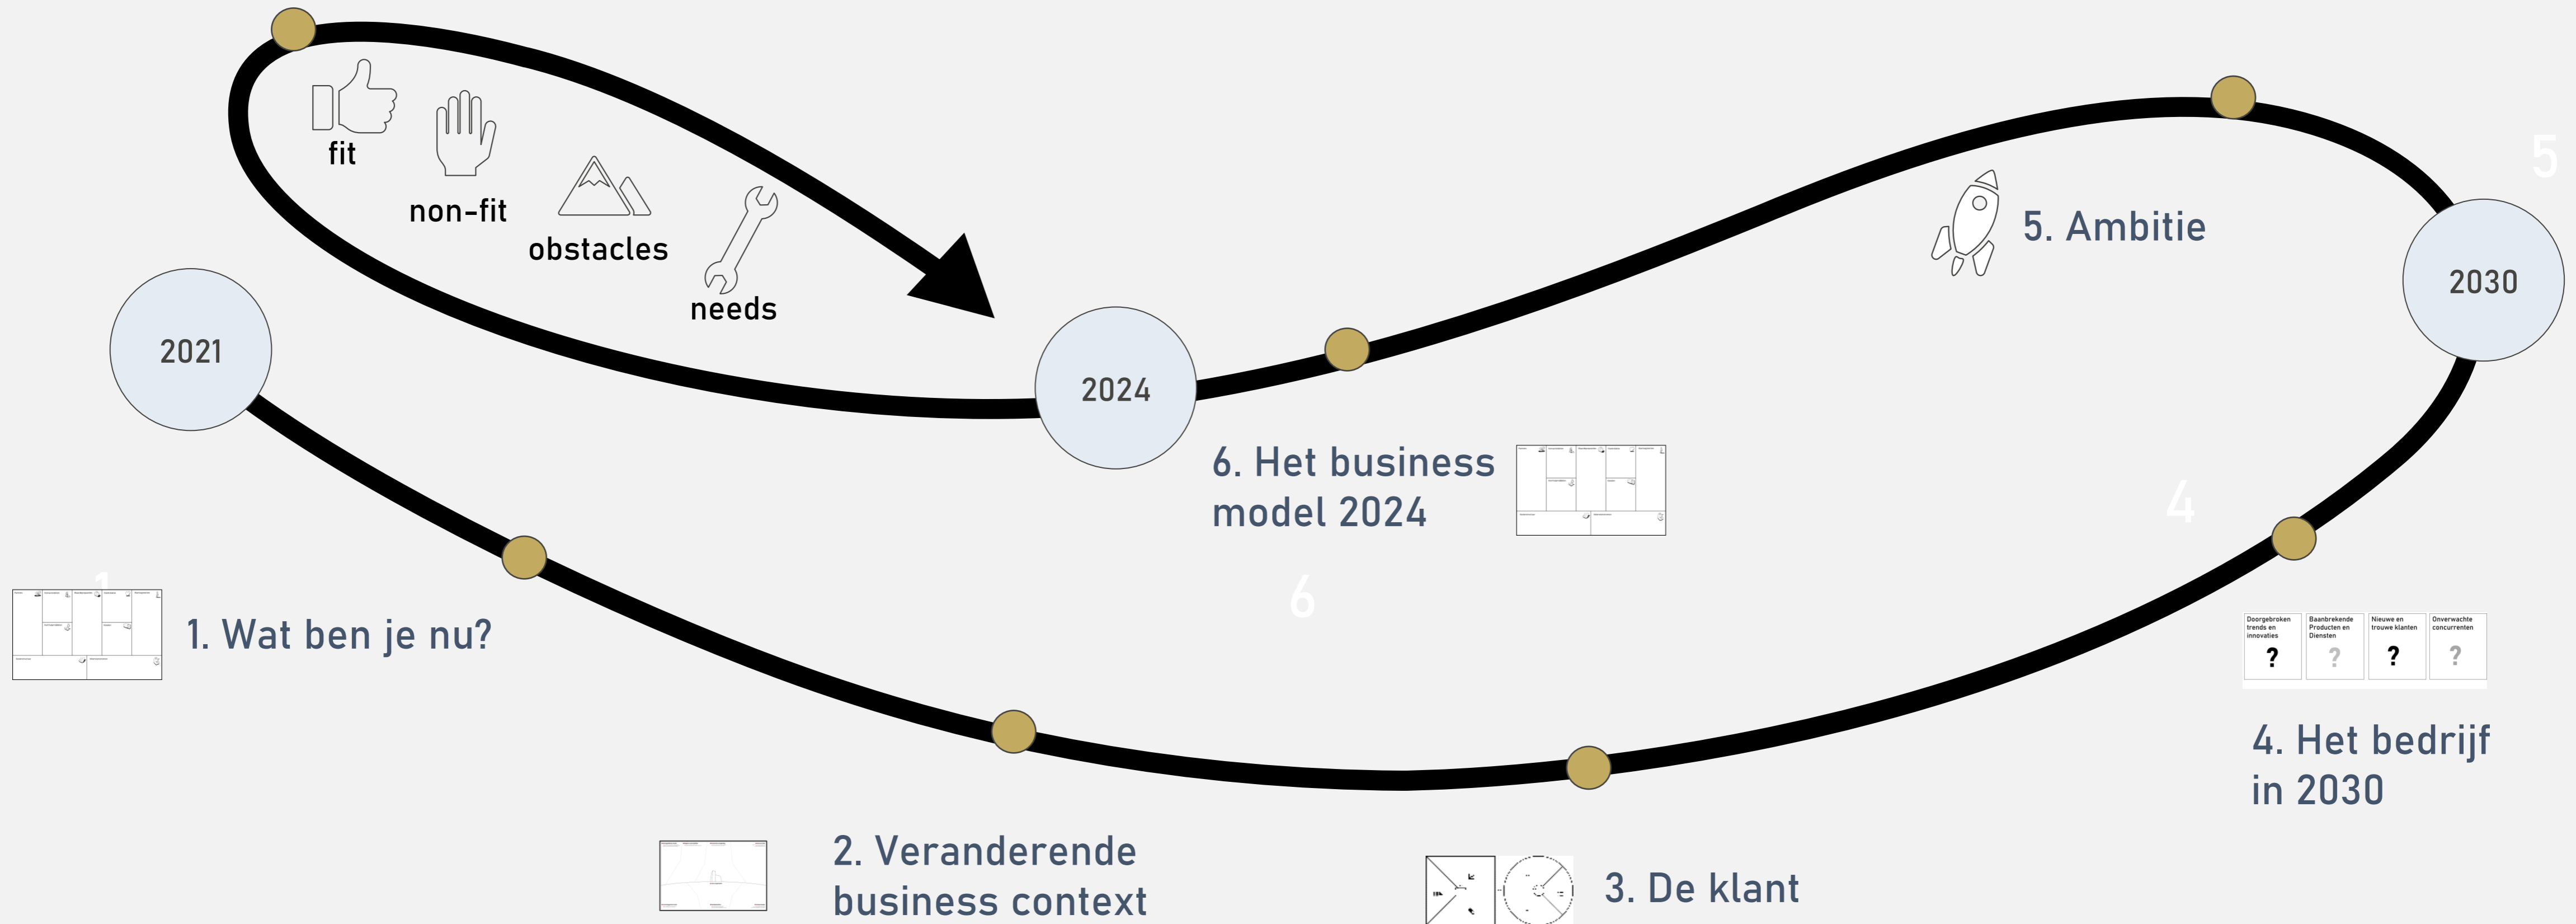 fit
non-fit
obstacles
needs
2021
2024
2030
5. Ambitie
5
6. Het business
model 2024
4
6
1
1. Wat ben je nu?
Doorgebroken
trends en
innovaties
?
Baanbrekende
Producten en
Diensten
?
Nieuwe en
trouwe klanten
?
Onverwachte
concurrenten
?
4. Het bedrijf
in 2030
2. Veranderende
business context
3. De klant